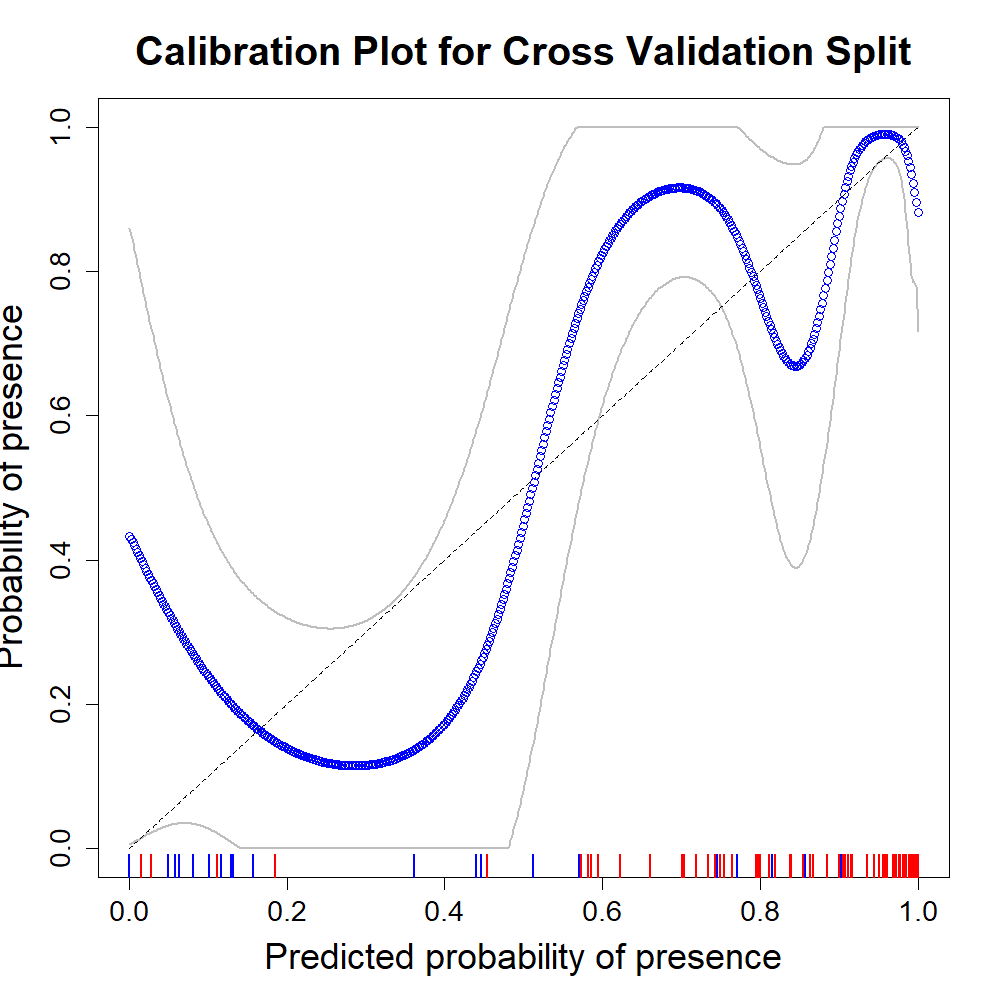 Calibration Plot for Cross Validation Split
Probability of presence
1.0
0.8
0.6
0.4
0.2
0.0
0.0 0.2 0.4 0.6 0.8 1.0
Predicted probability of presence